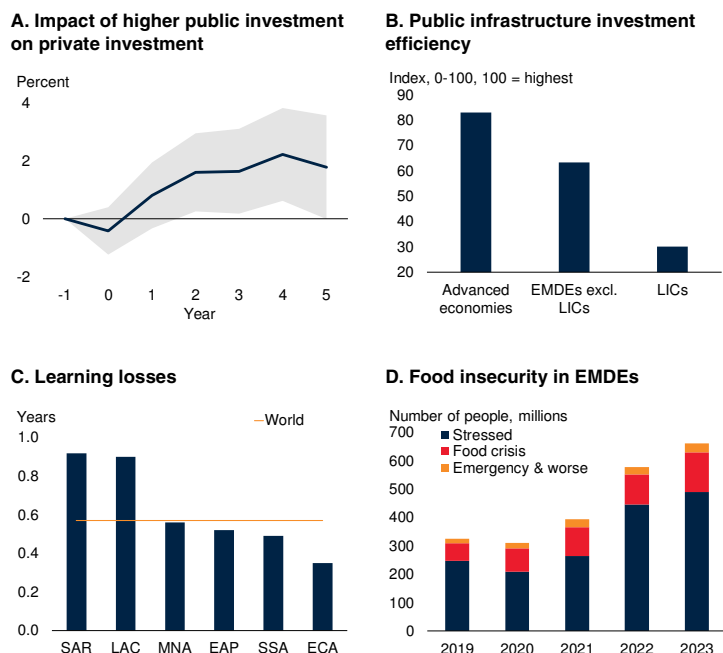 A. Impact of higher public investment
on private investment
Percent
4
2
0
-2
-1 0 1 2 3 4 5
Year
B. Public infrastructure investment
efficiency
Index, 0-100, 100 = highest
90
80
70
60
50
40
30
20
Advanced EMDEs excl. LICs
economies LICs
C. Learning losses
Years
World
1.0
0.8
0.6
0.4
0.2
0.0
SAR LAC MNA EAP SSA ECA
D. Food insecurity in EMDEs
Number of people, millions
700
Stressed
Food crisis
600
Emergency & worse
500
400
300
200
100
0
2019 2020 2021 2022 2023